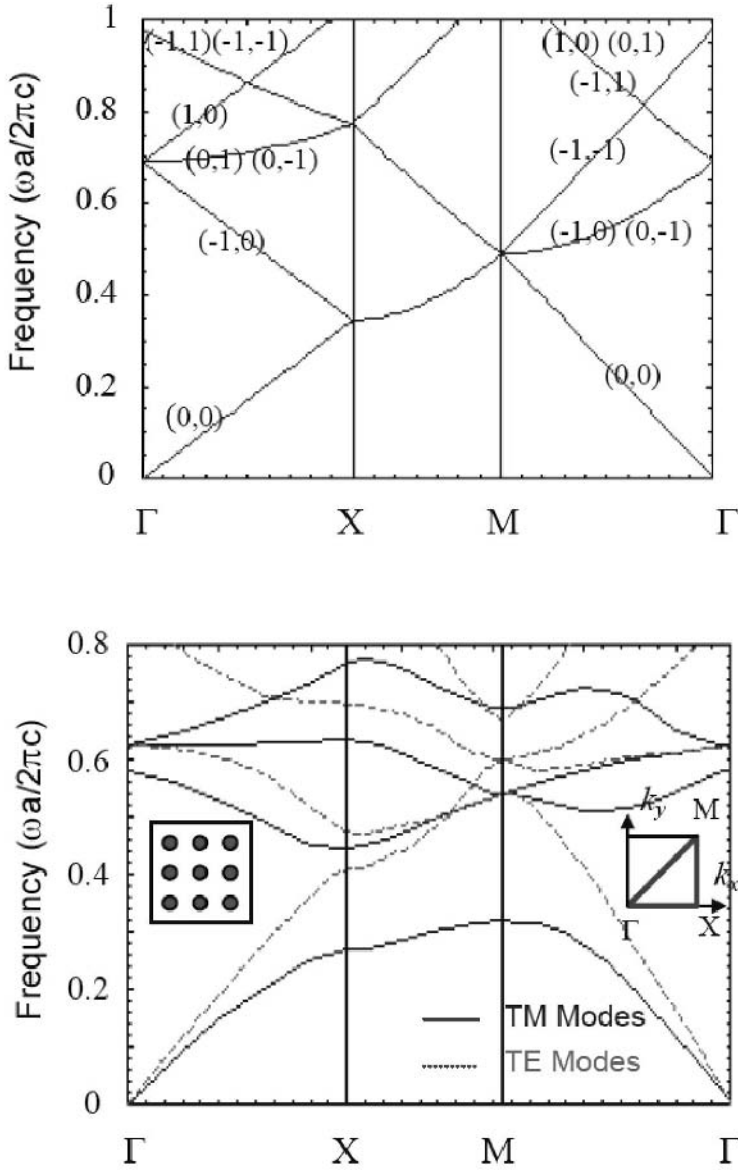 1
(-1,1)(-1,-1)
(1,0) (0,1)
(-1,1)
0.8
(1,0)
(0,1) (0,-1)
(-1,-1)
0.6
(-1,0)
(-1,0) (0,-1)
0.4
(0,0)
0.2
(0,0)
0
Frequency (ωa/2πc)
Γ X M Γ
0.8
0.6
ky M
0.4
kx
Γ X
0.2
TM Modes
TE Modes
0
Frequency (ωa/2πc)
Γ X M Γ